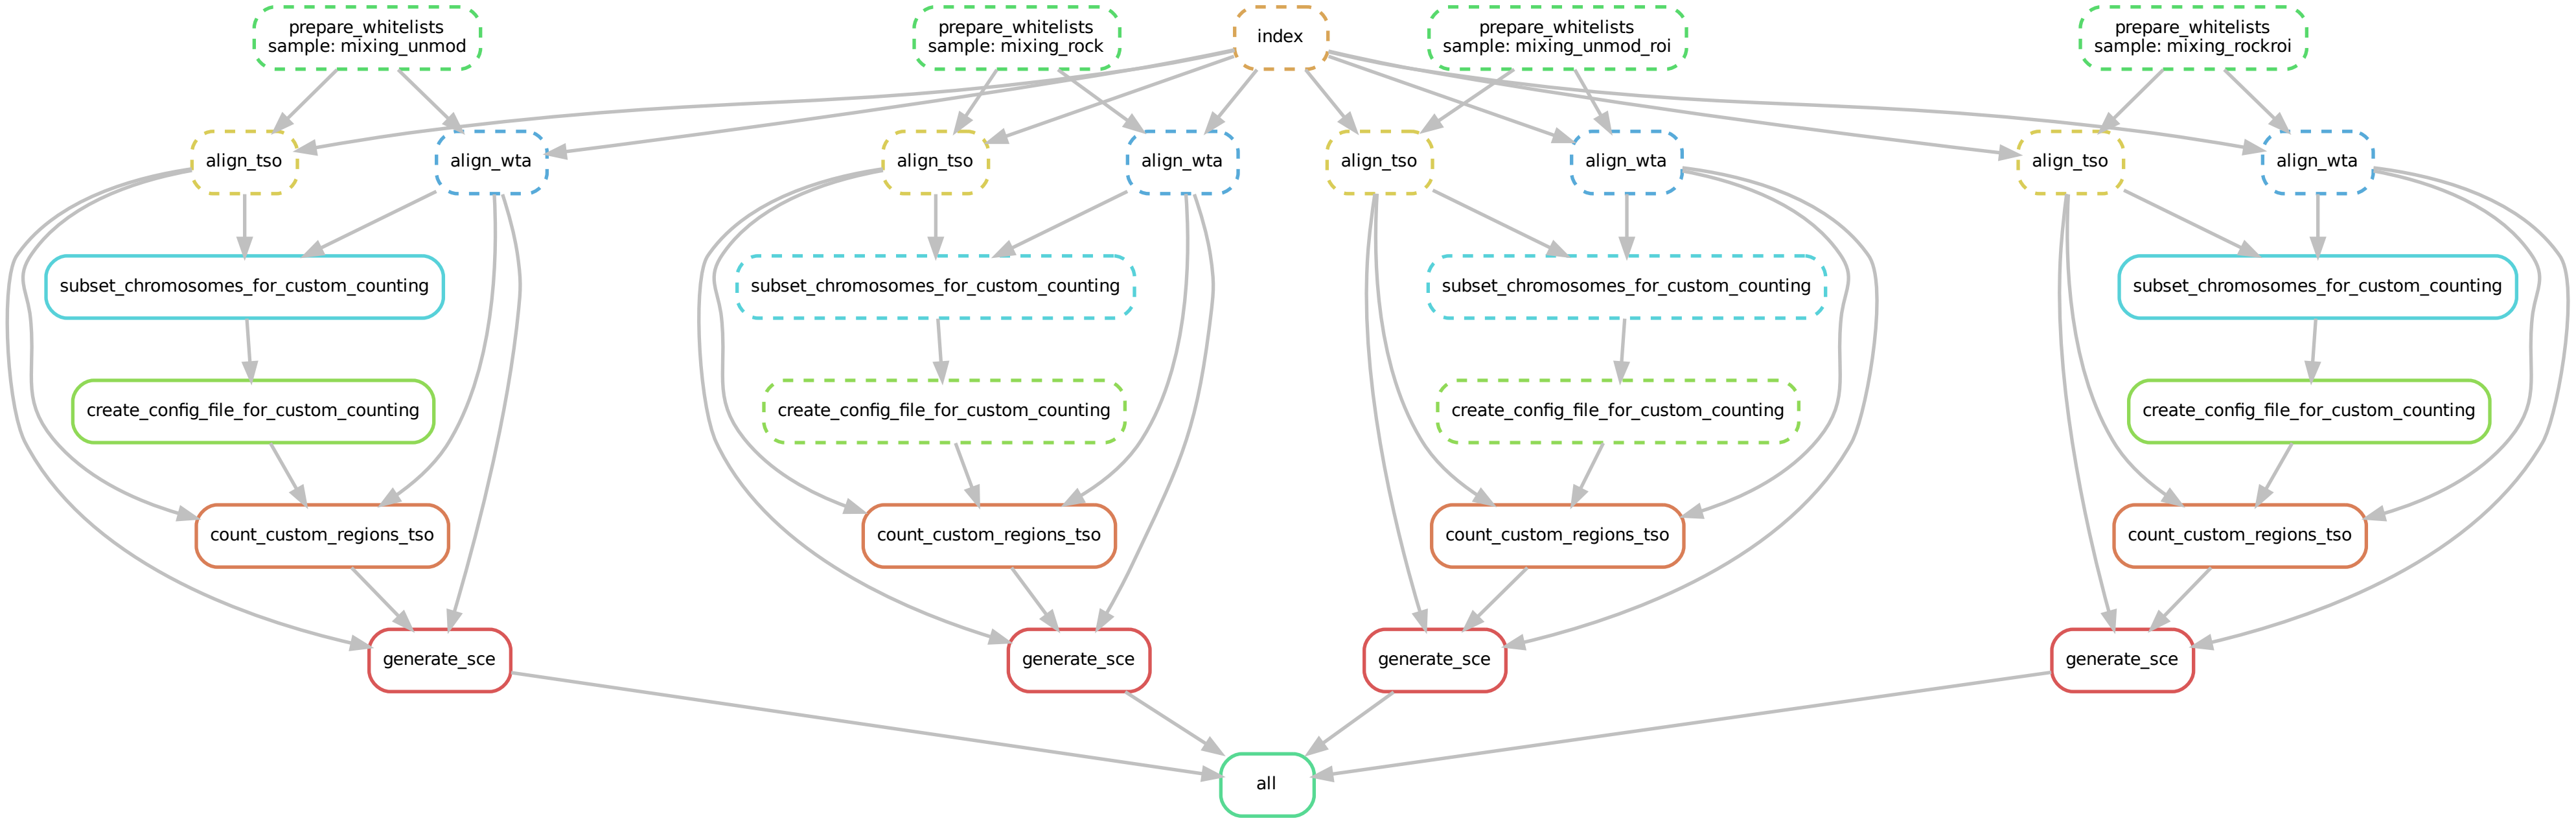 prepare_whitelists
sample: mixing_unmod
prepare_whitelists
sample: mixing_rock
index
prepare_whitelists
sample: mixing_unmod_roi
prepare_whitelists
sample: mixing_rockroi
align_tso
align_wta
align_tso
align_wta
align_tso
align_wta
align_tso
align_wta
subset_chromosomes_for_custom_counting
subset_chromosomes_for_custom_counting
subset_chromosomes_for_custom_counting
subset_chromosomes_for_custom_counting
create_config_file_for_custom_counting
create_config_file_for_custom_counting
create_config_file_for_custom_counting
create_config_file_for_custom_counting
count_custom_regions_tso
count_custom_regions_tso
count_custom_regions_tso
count_custom_regions_tso
generate_sce
generate_sce
generate_sce
generate_sce
all